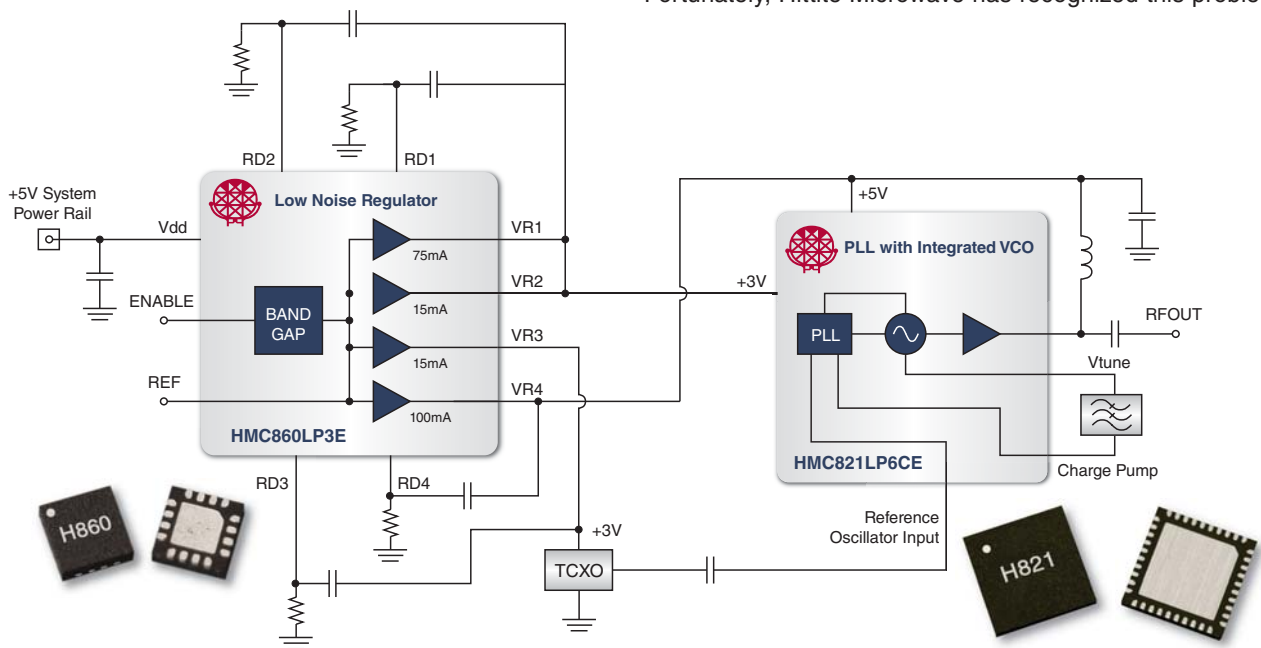 Fortunately, Hittite Microwave has recognized this proble
RD2
RD1
+5V System
Power Rail
Vdd
Low Noise Regulator
VR1
75mA
ENABLE
BAND
GAP
VR2
15mA
VR3
15mA
REF
VR4
100mA
HMC860LP3E
RD3
RD4
+5V
PLL with Integrated VCO
+3V
PLL
RFOUT
Vtune
HMC821LP6CE
Charge Pump
H860
+3V
TCXO
Reference
Oscillator Input
H821